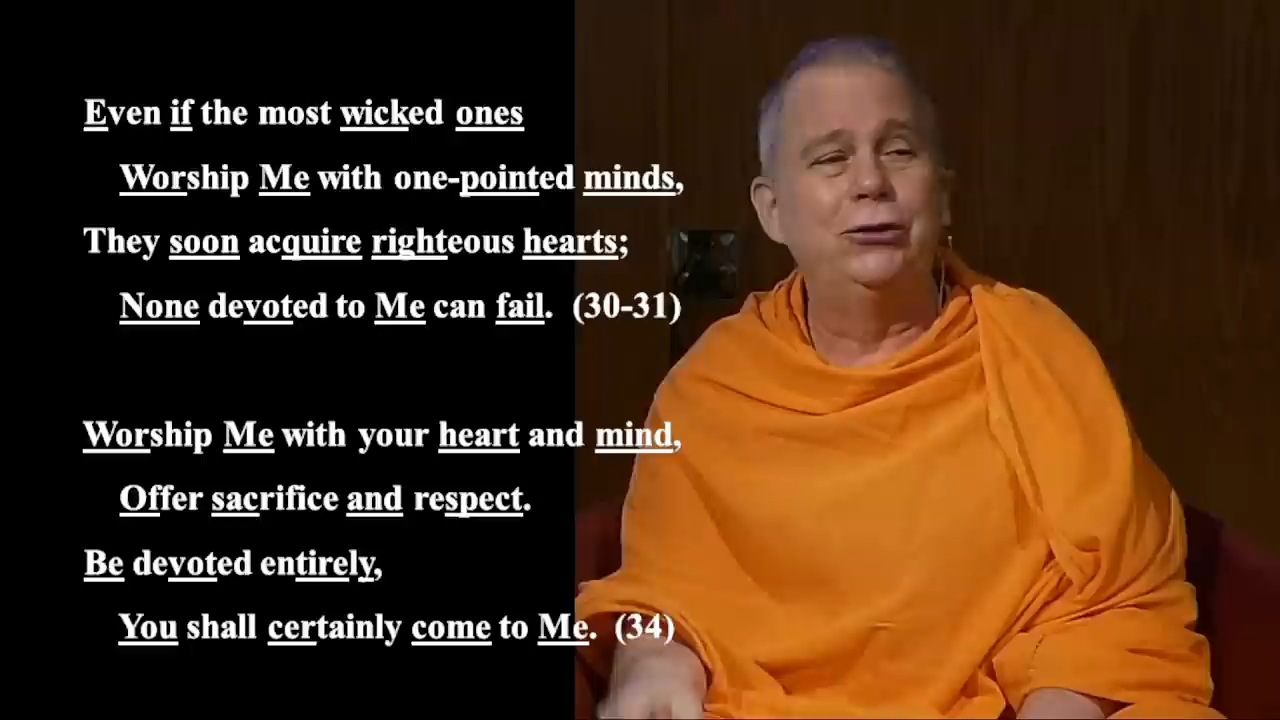 Even if the most wicked ones
Worship Me with one-pointed minds,
They soon acquire righteous hearts;
None devoted to Me can fail. (30-31)
Worship Me with your heart and mind,
Offer sacrifice and respect.
Be devoted entirely,
You shall certainly come to Me. (34)